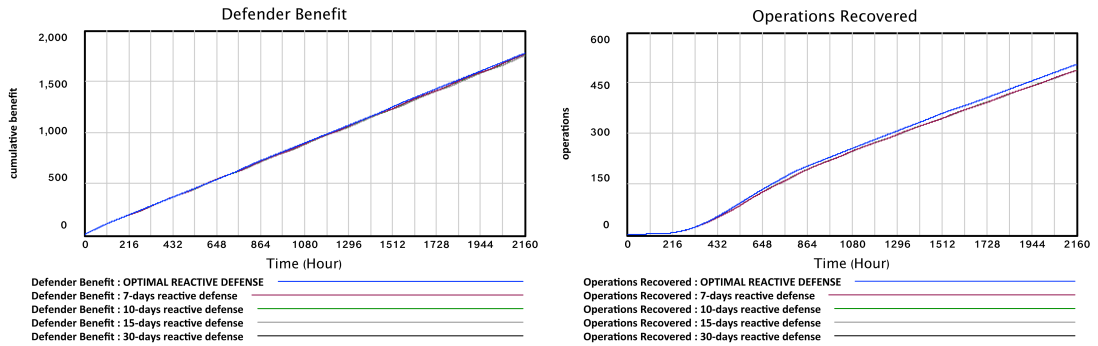 Defender Benefit
2,000
1,500
1,000
500
0
cumulative benefit
0 216 432 648 864 1080 1296 1512 1728 1944 2160
Time (Hour)
Defender Benefit : OPTIMAL REACTIVE DEFENSE
Defender Benefit : 7-days reactive defense
Defender Benefit : 10-days reactive defense
Defender Benefit : 15-days reactive defense
Defender Benefit : 30-days reactive defense
Operations Recovered
600
450
300
150
0
operations
0 216 432 648 864 1080 1296 1512 1728 1944 2160
Time (Hour)
Operations Recovered : OPTIMAL REACTIVE DEFENSE
Operations Recovered : 7-days reactive defense
Operations Recovered : 10-days reactive defense
Operations Recovered : 15-days reactive defense
Operations Recovered : 30-days reactive defense